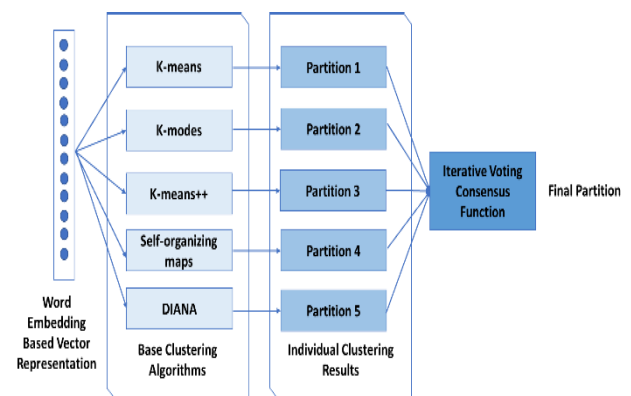 K-means
K-modes
K-means++
Self-organizing
maps
DIANA
Partition 1
Partition 2
Partition 3
Partition 4
Partition 5
Iterative Voting
Consensus
Function
Final Partition
Word
Embedding
Based Vector
Representation
Base Clustering
Algorithms
Individual Clustering
Results